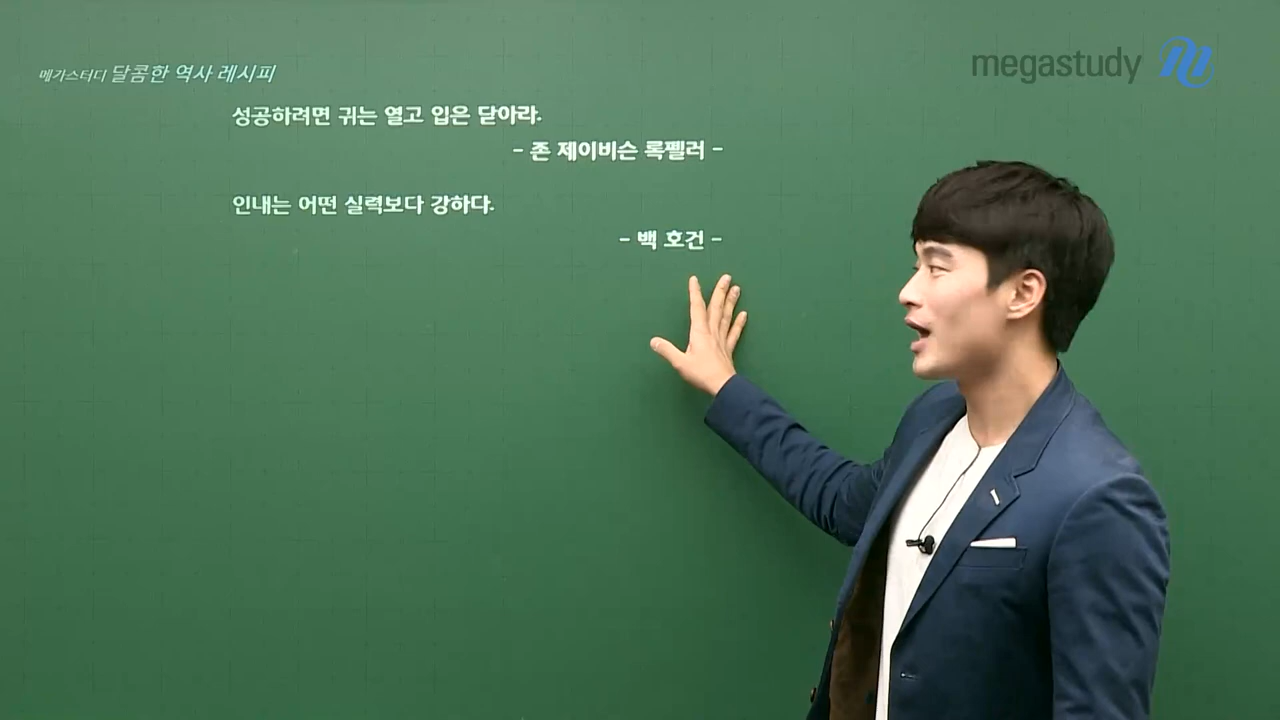 메가스터디 달콤한 역사 레시피
megastudy
성공하려면 귀는 열고 입은 닫아라.
- 존 제이비슨 록펠러 -
인내는 어떤 실력보다 강하다.
- 백 호건 -